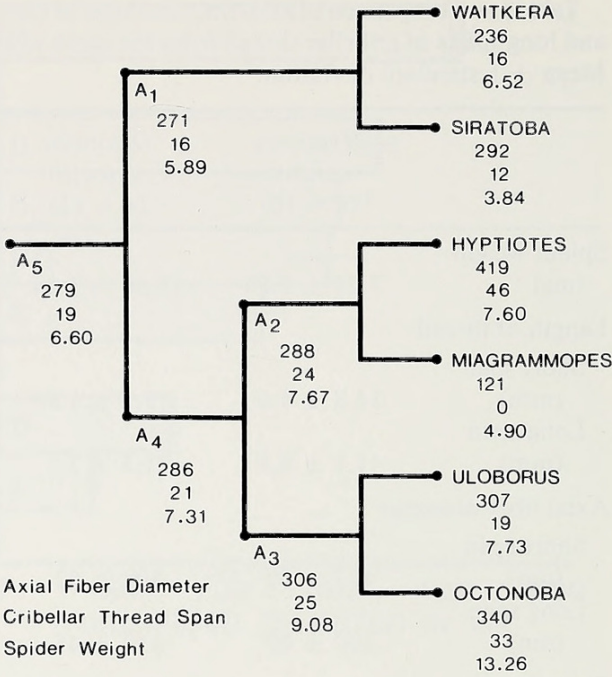 WAITKERA
236
16
6.52
A1
271
16
5.89
SIRATOBA
292
12
3.84
A5
279
19
6.60
HYPTIOTES
419
46
7.60
A2
288
24
7.67
MIAGRAMMOPES
121
0
4.90
A4
286
21
7.31
ULOBORUS
307
19
7.73
A3
306
25
9.08
OCTONOBA
340
33
13.26
Axial Fiber Diameter
Cribellar Thread Span
Spider Weight